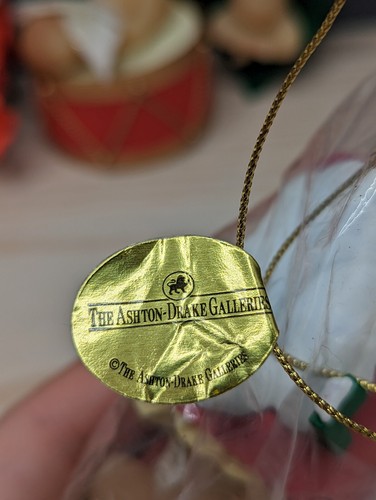 THE ASHTON-DRAKE GALLERIES
©THE ASHTON-DRAKE GALLERIES